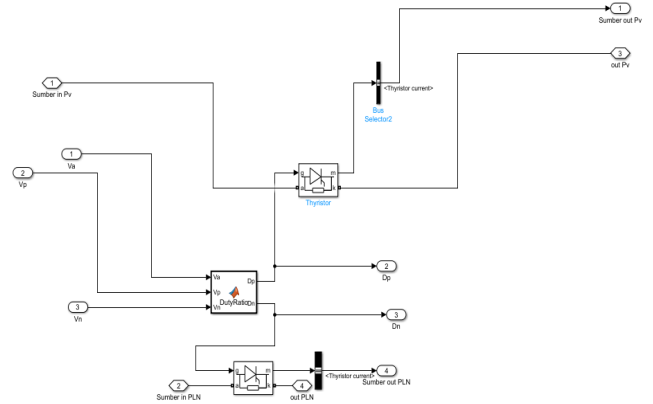 1
Sumber out Pv
3
out Pv
<Thyristor current>
Bus
Selector2
1
Sumber in Pv
1
Va
2
Vp
g
m
a
k
Thyristor
Va
Vp
Vn
DutyRatio
Dp
Dn
2
Dp
3
Vn
3
Dn
g
m
a
k
<Thyristor current>
4
Sumber out PLN
2
Sumber in PLN
4
out PLN